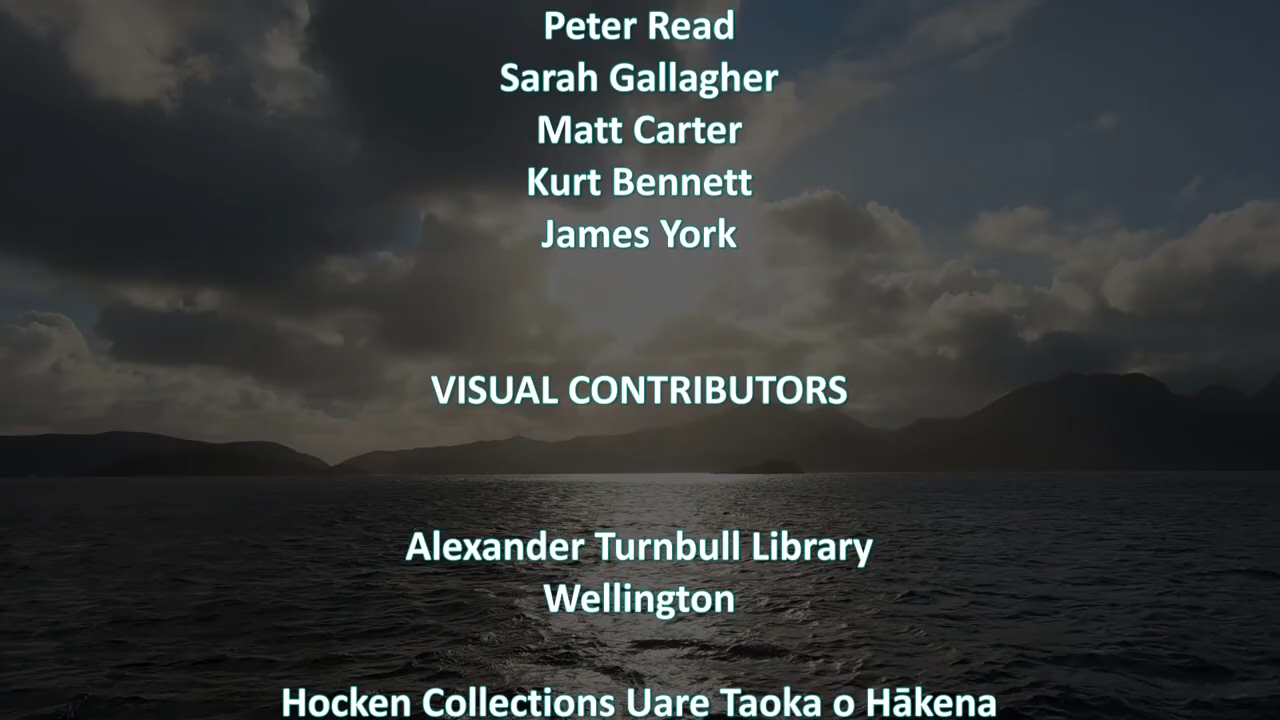 Peter Read
Sarah Gallagher
Matt Carter
Kurt Bennett
James York
VISUAL CONTRIBUTORS
Alexander Turnbull Library
Wellington
Hocken Collections Uare Taoka o Hākena